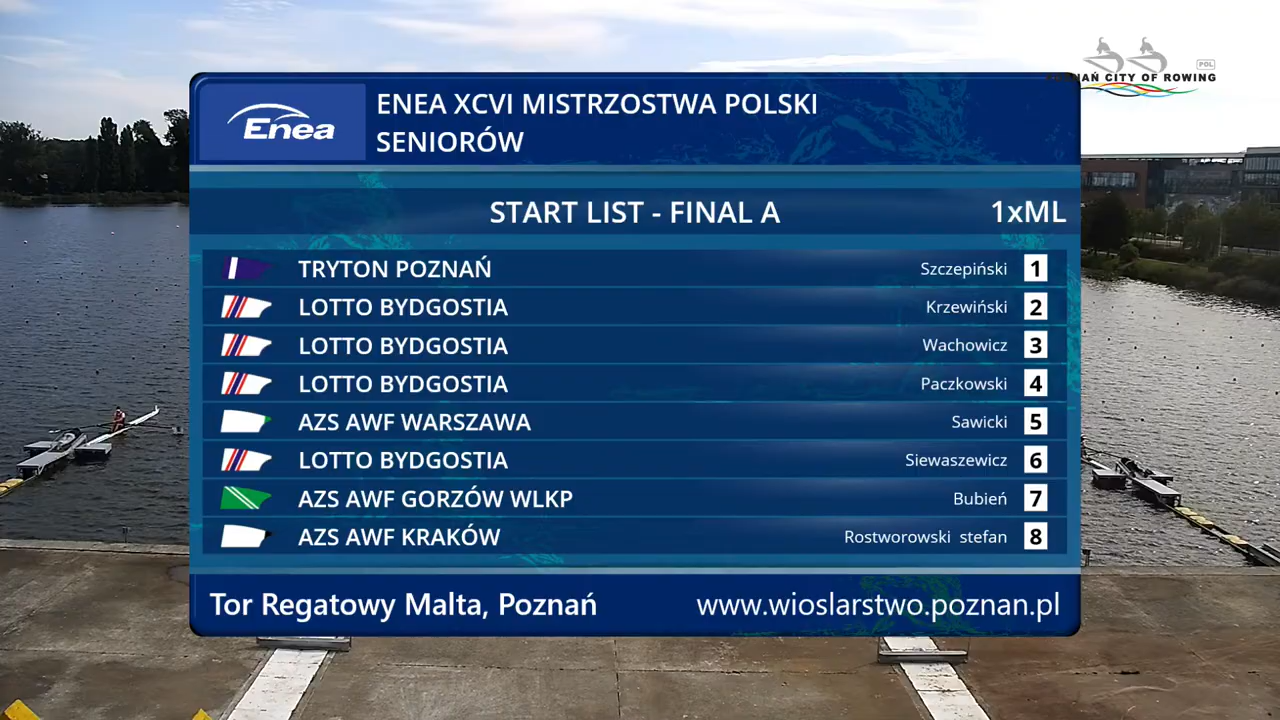 POL
AŃ CITY OF ROWING
Enea
ENEA XCVI MISTRZOSTWA POLSKI
SENIORÓW
START LIST - FINAL A 1xML
TRYTON POZNAŃ Szczepiński 1
LOTTO BYDGOSTIA Krzewiński 2
LOTTO BYDGOSTIA Wachowicz 3
LOTTO BYDGOSTIA Paczkowski 4
AZS AWF WARSZAWA Sawicki 5
LOTTO BYDGOSTIA Siewaszewicz 6
AZS AWF GORZÓW WLKP Bubień 7
AZS AWF KRAKÓW Rostworowski stefan 8
Tor Regatowy Malta, Poznań www.wioslarstwo.poznan.pl